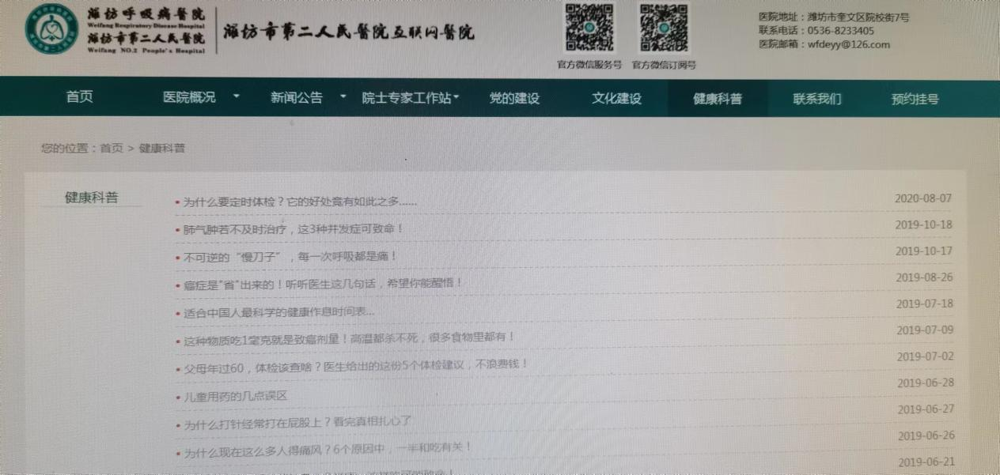 潍坊呼吸病醫院
Weifang Respiratory Disease Hospital
潍坊市第二人民醫院
Weifang NO.2 People's Hospital
潍坊市第二人民醫院互联网醫院
官方微信服务号
官方微信订阅号
医院地址：潍坊市奎文区院校街7号
联系电话：0536-8233405
医院邮箱：wfdeyy@126.com
首页 医院概况 新闻公告 院士专家工作站 党的建设 文化建设 健康科普 联系我们 预约挂号
您的位置：首页 > 健康科普
健康科普
为什么要定时体检？它的好处竟有如此之多...... 2020-08-07
肺气肿若不及时治疗，这3种并发症可致命！ 2019-10-18
不可逆的“慢刀子”，每一次呼吸都是痛！ 2019-10-17
癌症是"省"出来的！听听医生这几句话，希望你能醒悟！ 2019-08-26
适合中国人最科学的健康作息时间表... 2019-07-18
这种物质吃1毫克就是致癌剂量！高温都杀不死，很多食物里都有！ 2019-07-09
父母年过60，体检该查啥？医生给出的这份5个体检建议，不浪费钱！ 2019-07-02
儿童用药的几点误区 2019-06-28
为什么打针经常打在屁股上？看完真相扎心了 2019-06-27
为什么现在这么多人得痛风？6个原因中，一半和吃有关！ 2019-06-26
2019-06-21